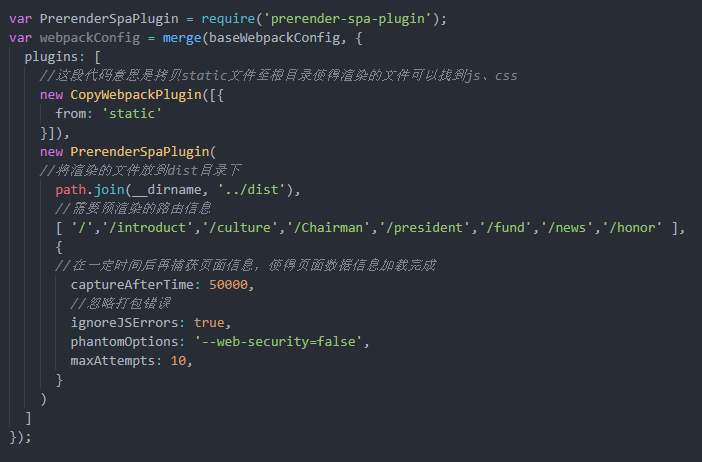 var PrerenderSpaPlugin = require('prerender-spa-plugin');
var webpackConfig = merge(baseWebpackConfig, {
  plugins: [
    //这段代码意思是拷贝static文件至根目录使得渲染的文件可以找到js、css
    new CopyWebpackPlugin([{
      from: 'static'
    }]),
    new PrerenderSpaPlugin(
    //将渲染的文件放到dist目录下
      path.join(__dirname, '../dist'),
      //需要预渲染的路由信息
      [ '/','/introduct','/culture','/Chairman','/president','/fund','/news','/honor' ],
      {
      //在一定时间后再捕获页面信息，使得页面数据信息加载完成
        captureAfterTime: 50000,
        //忽略打包错误
        ignoreJSErrors: true,
        phantomOptions: '--web-security=false',
        maxAttempts: 10,
      }
    )
  ]
});